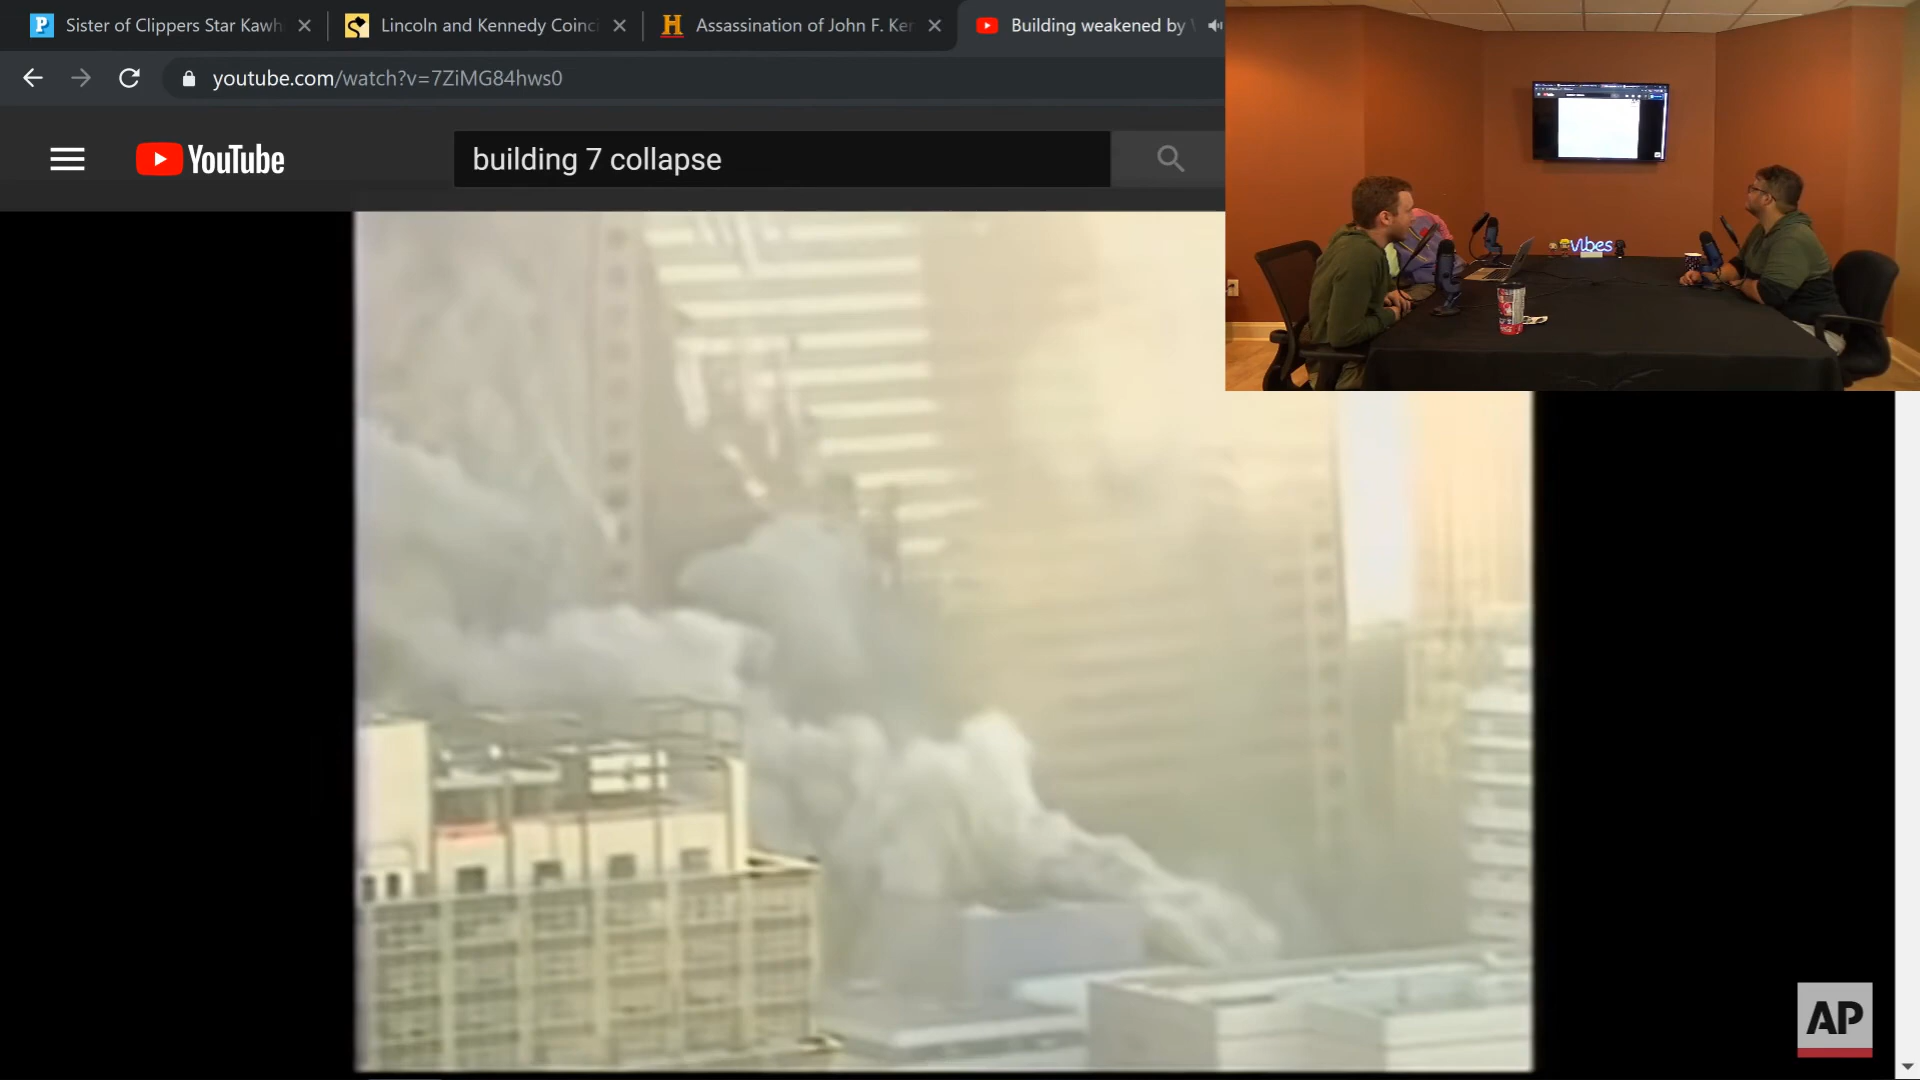 Sister of Clippers Star Kawh
Lincoln and Kennedy Coinci
Assassination of John F. Ker
Building weakened by
youtube.com/watch?v=7ZiMG84hws0
YouTube
building 7 collapse
Vibes
AP